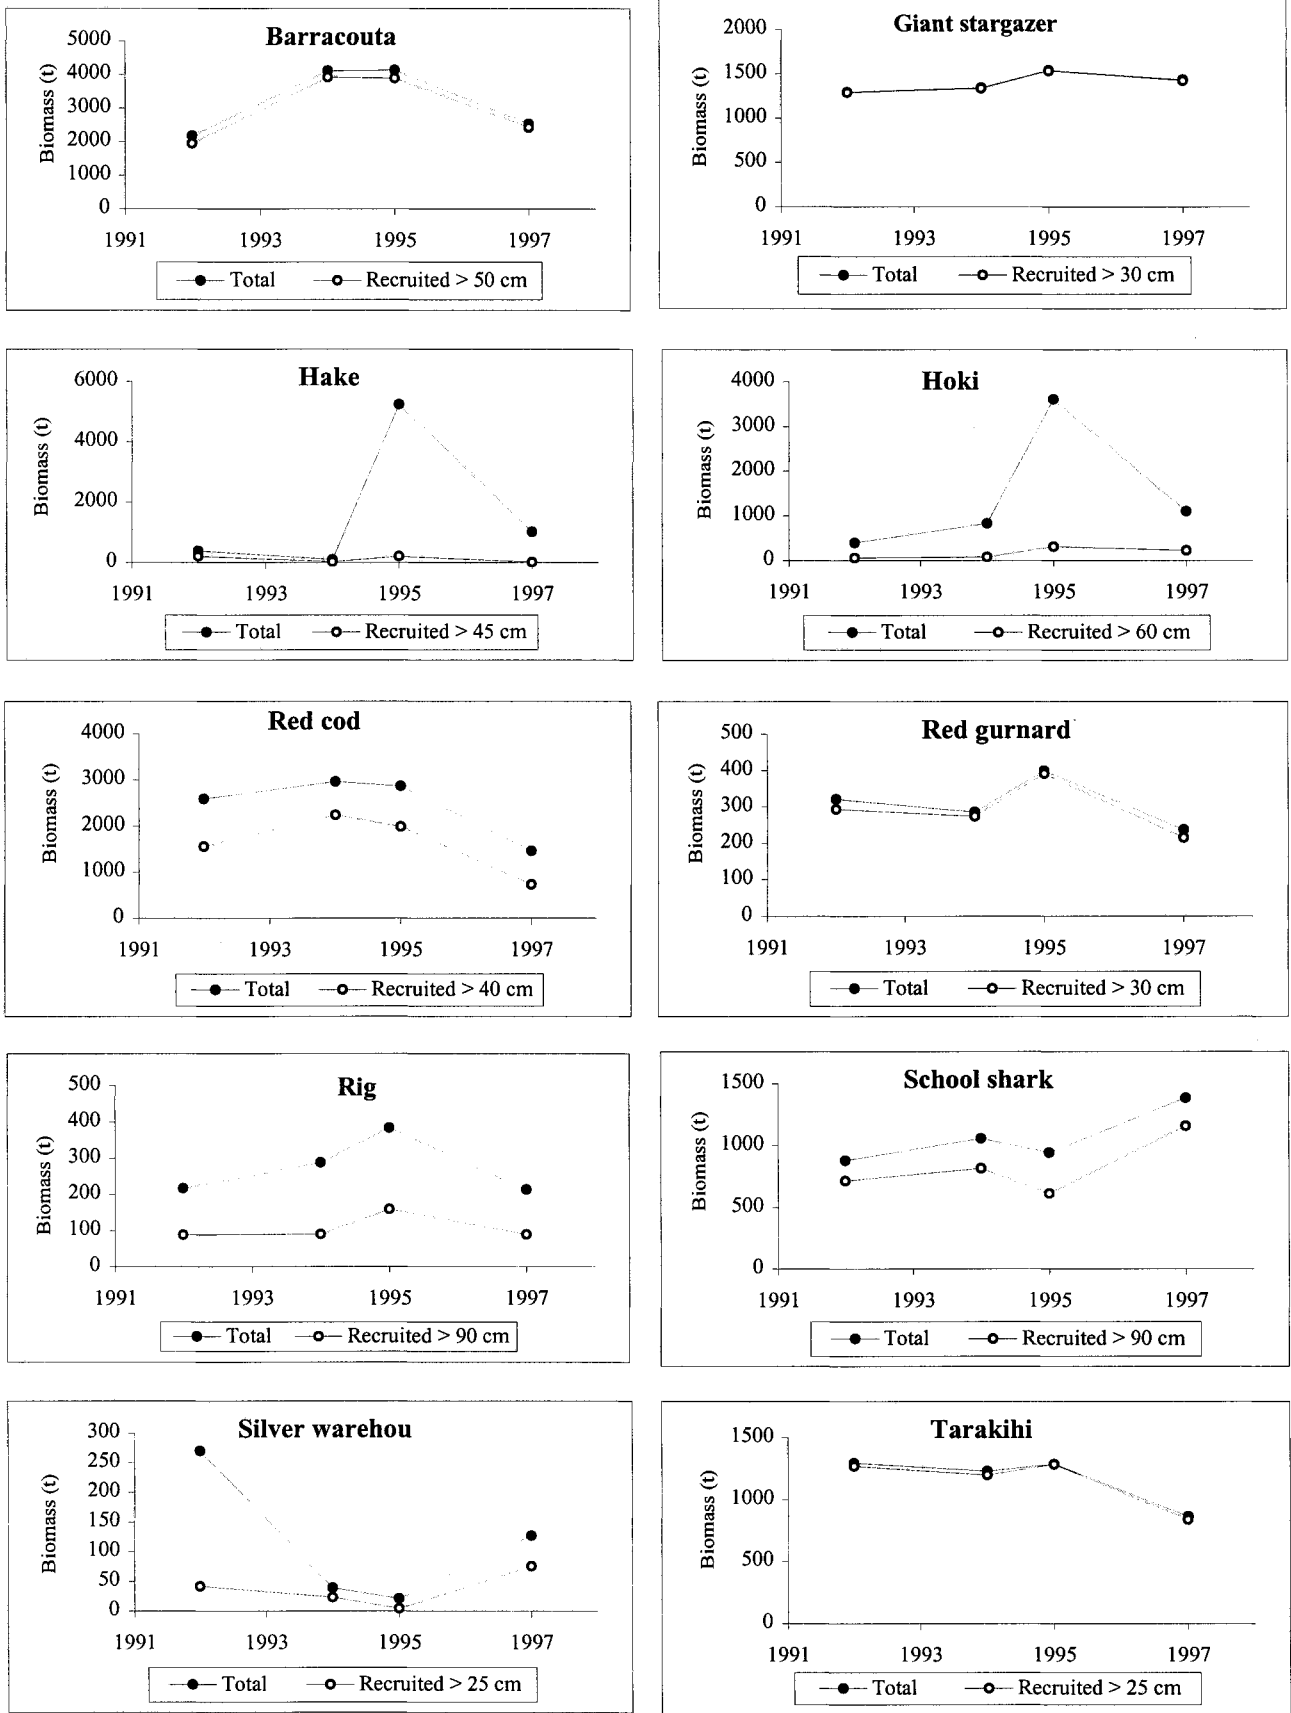 Barracouta
Biomass (t)
5000
4000
3000
2000
1000
0
1991 1993 1995 1997
Total Recruited > 50 cm
Giant stargazer
Biomass (t)
2000
1500
1000
500
0
1991 1993 1995 1997
Total Recruited > 30 cm
Hake
Biomass (t)
6000
4000
2000
0
1991 1993 1995 1997
Total Recruited > 45 cm
Hoki
Biomass (t)
4000
3000
2000
1000
0
1991 1993 1995 1997
Total Recruited > 60 cm
Red cod
Biomass (t)
4000
3000
2000
1000
0
1991 1993 1995 1997
Total Recruited > 40 cm
Red gurnard
Biomass (t)
500
400
300
200
100
0
1991 1993 1995 1997
Total Recruited > 30 cm
Rig
Biomass (t)
500
400
300
200
100
0
1991 1993 1995 1997
Total Recruited > 90 cm
School shark
Biomass (t)
1500
1000
500
0
1991 1993 1995 1997
Total Recruited > 90 cm
Silver warehou
Biomass (t)
300
250
200
150
100
50
0
1991 1993 1995 1997
Total Recruited > 25 cm
Tarakihi
Biomass (t)
1500
1000
500
0
1991 1993 1995 1997
Total Recruited > 25 cm